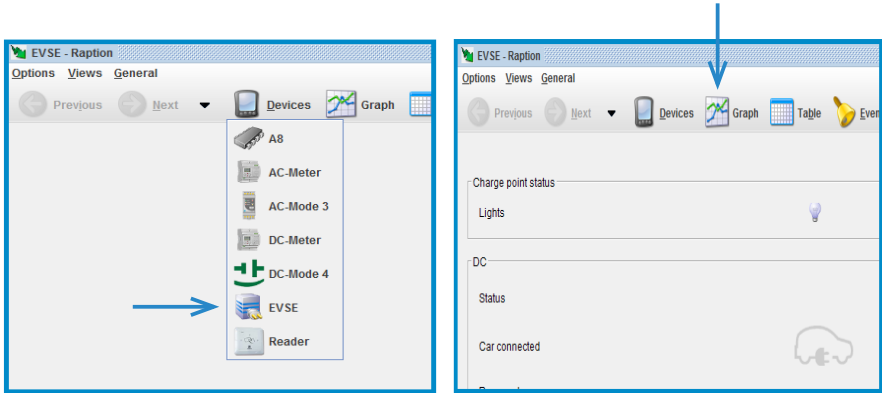 EVSE - Raption
Options Views General
Previous Next Devices Graph
A8
AC-Meter
AC-Mode 3
DC-Meter
DC-Mode 4
EVSE
Reader
EVSE - Raption
Options Views General
Previous Next Devices Graph Table Even
Charge point status
Lights
DC
Status
Car connected